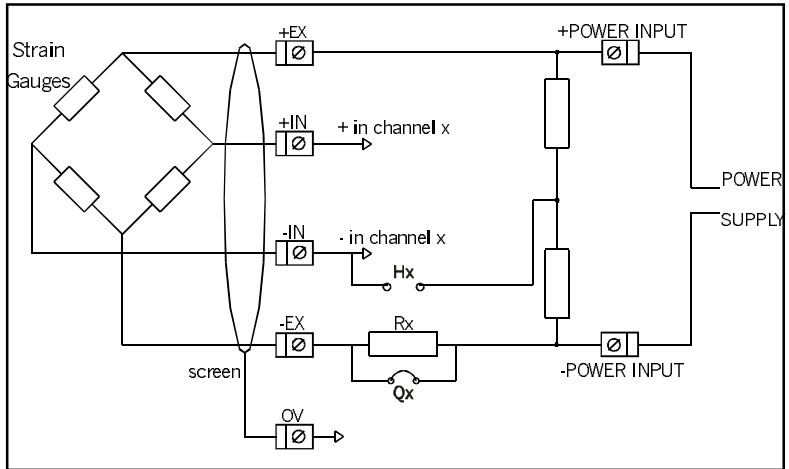 +EX
+POWER INPUT
Strain
Gauges
+IN
+ in channel x
POWER
SUPPLY
-IN
- in channel x
Hx
-EX
Rx
screen
-POWER INPUT
Qx
OV